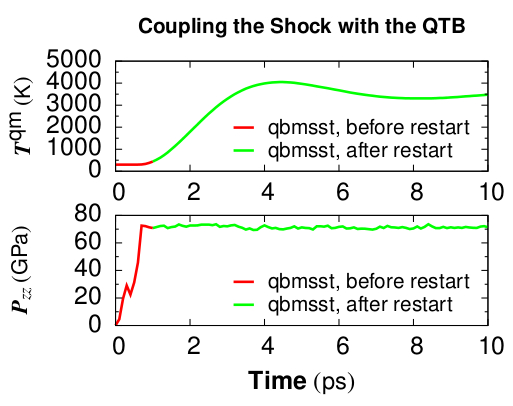 Coupling the Shock with the QTB
5000
4000
3000
2000
1000
0
T^qm (K)
qbmsst, before restart
qbmsst, after restart
0 2 4 6 8 10
80
60
40
20
0
P_zz (GPa)
qbmsst, before restart
qbmsst, after restart
0 2 4 6 8 10
Time (ps)